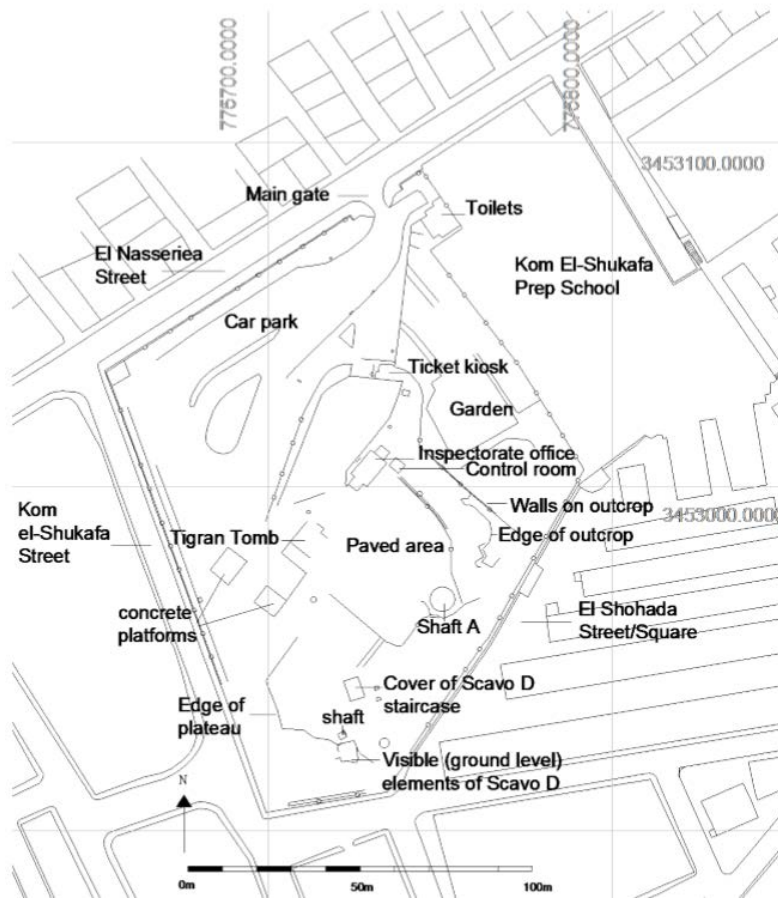 775700.0000
775800.0000
3453100.0000
Main gate
Toilets
El Nasseriea
Street
Kom El-Shukafa
Prep School
Car park
Ticket kiosk
Garden
Inspectorate office
Control room
Kom
el-Shukafa
Street
Walls on outcrop
3453000.0000
Tigran Tomb
Paved area
Edge of outcrop
concrete
platforms
Shaft A
El Shohada
Street/Square
Cover of Scavo D
staircase
Edge of
plateau
shaft
Visible (ground level)
elements of Scavo D
N
0m
50m
100m